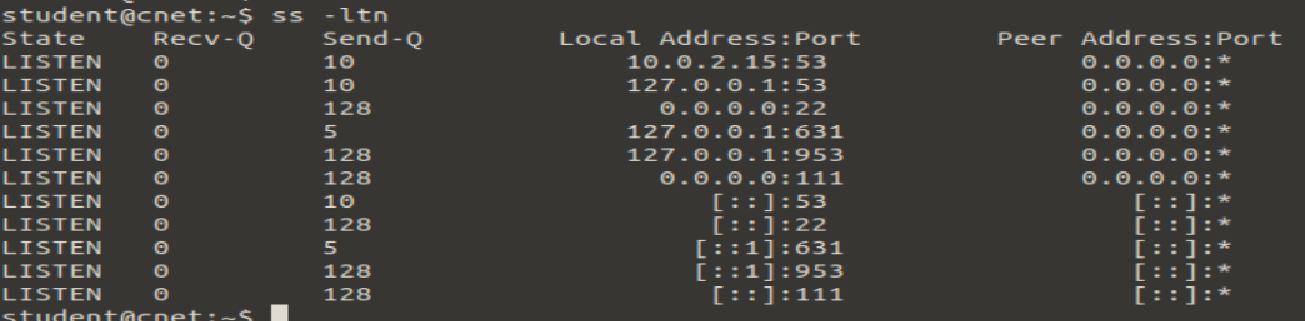 student@cnet:~$ ss -ltn
State Recv-Q Send-Q Local Address:Port Peer Address:Port
LISTEN 0 10 10.0.2.15:53 0.0.0.0:*
LISTEN 0 10 127.0.0.1:53 0.0.0.0:*
LISTEN 0 128 0.0.0.0:22 0.0.0.0:*
LISTEN 0 5 127.0.0.1:631 0.0.0.0:*
LISTEN 0 128 127.0.0.1:953 0.0.0.0:*
LISTEN 0 128 0.0.0.0:111 0.0.0.0:*
LISTEN 0 10 [::]:53 [::]:*
LISTEN 0 128 [::]:22 [::]:*
LISTEN 0 5 [::1]:631 [::]:*
LISTEN 0 128 [::1]:953 [::]:*
LISTEN 0 128 [::]:111 [::]:*
student@cnet:~$